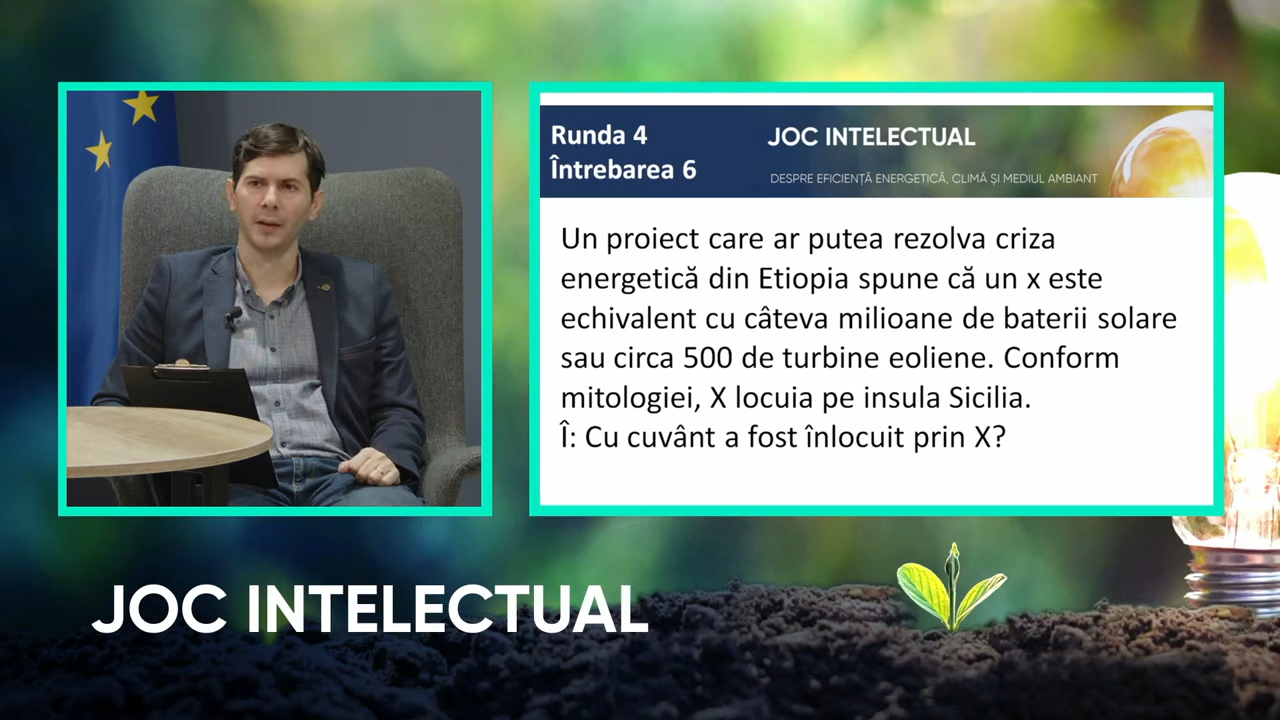 Runda 4
Întrebarea 6
JOC INTELECTUAL
DESPRE EFICIENȚĂ ENERGETICĂ, CLIMĂ ȘI MEDIUL AMBIANT
Un proiect care ar putea rezolva criza
energetică din Etiopia spune că un x este
echivalent cu câteva milioane de baterii solare
sau circa 500 de turbine eoliene. Conform
mitologiei, X locuia pe insula Sicilia.
Î: Cu cuvânt a fost înlocuit prin X?
JOC INTELECTUAL